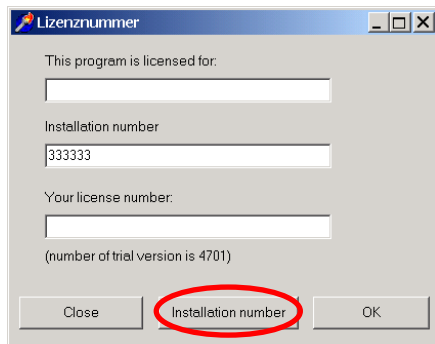 Lizenznummer
This program is licensed for:
Installation number
333333
Your license number:
(number of trial version is 4701)
Close Installation number OK